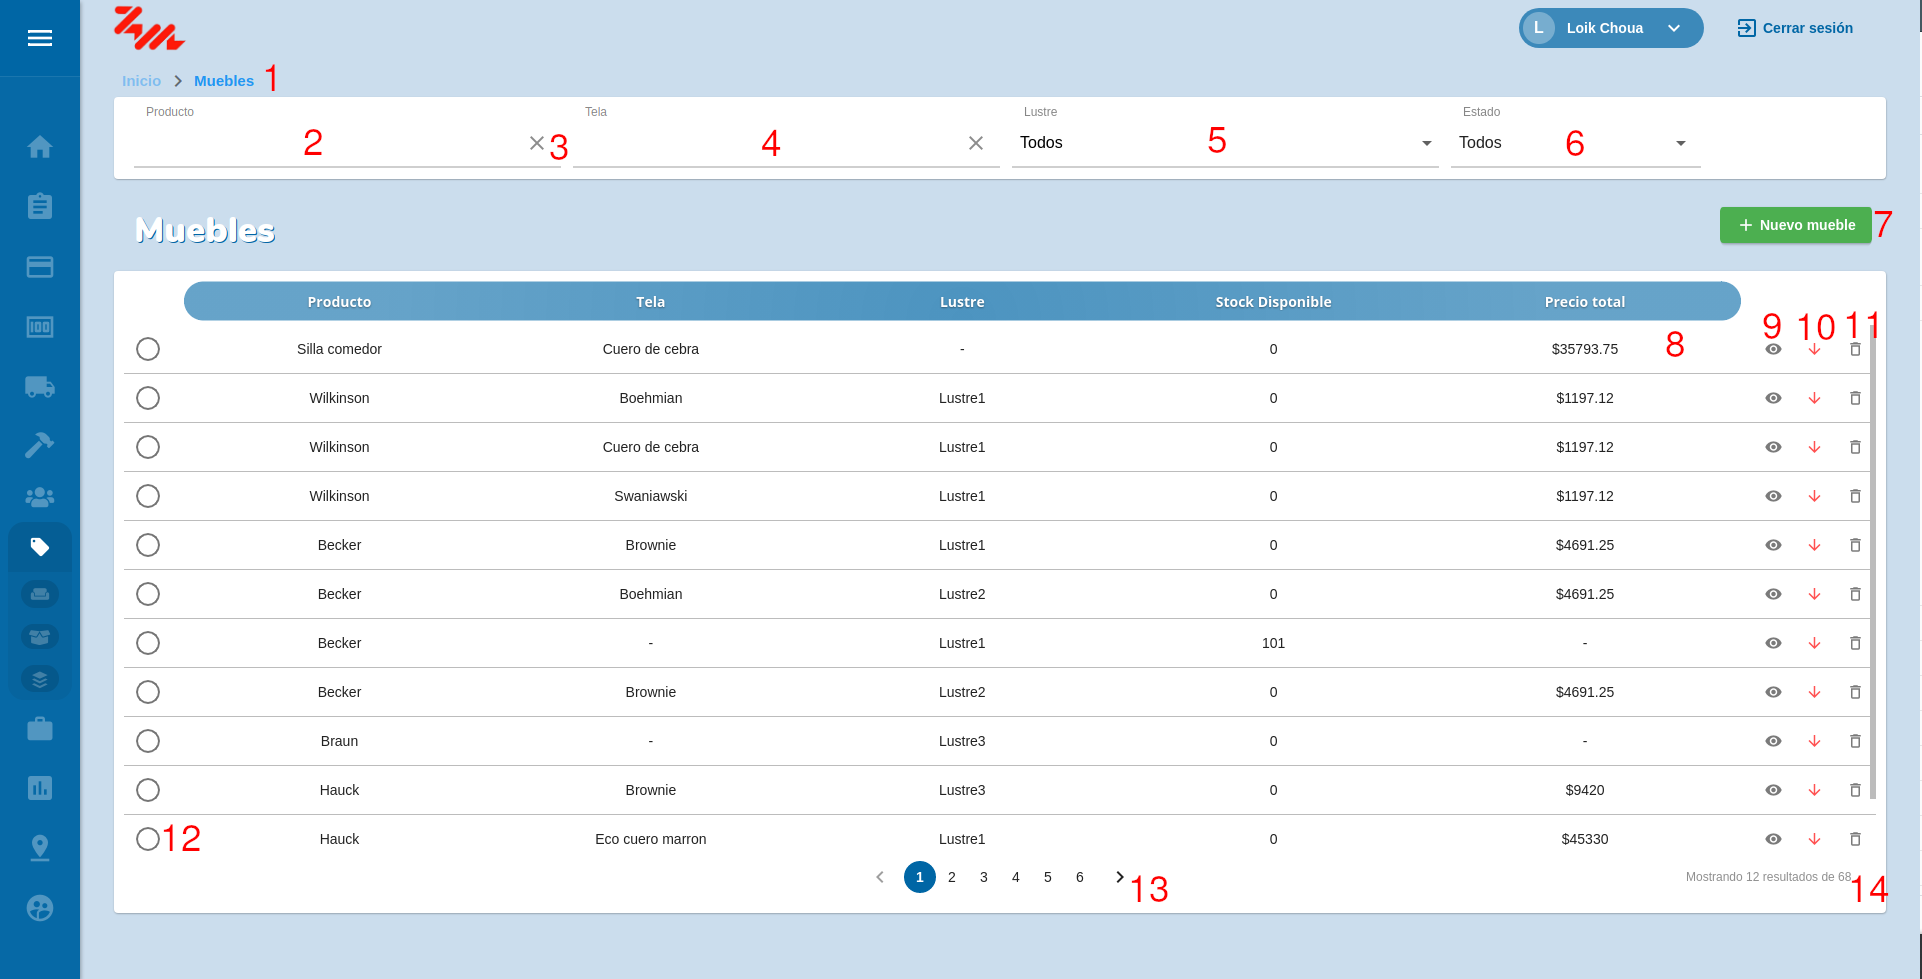 L Loik Choua Cerrar sesión
Inicio > Muebles 1
Producto Tela Lustre Estado
2 3 4 Todos 5 Todos 6
Muebles
+ Nuevo mueble 7
Producto Tela Lustre Stock Disponible Precio total
8 9 10 11
Silla comedor Cuero de cebra - 0 $35793.75
Wilkinson Boehmian Lustre1 0 $1197.12
Wilkinson Cuero de cebra Lustre1 0 $1197.12
Wilkinson Swaniawski Lustre1 0 $1197.12
Becker Brownie Lustre1 0 $4691.25
Becker Boehmian Lustre2 0 $4691.25
Becker - Lustre1 101 -
Becker Brownie Lustre2 0 $4691.25
Braun - Lustre3 0 -
Hauck Brownie Lustre3 0 $9420
12 Hauck Eco cuero marron Lustre1 0 $45330
1 2 3 4 5 6 13 Mostrando 12 resultados de 68 14